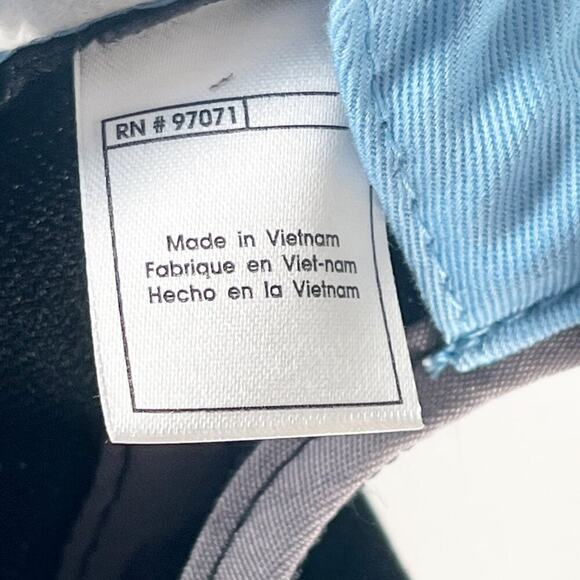 RN # 97071
Made in Vietnam
Fabrique en Viet-nam
Hecho en la Vietnam